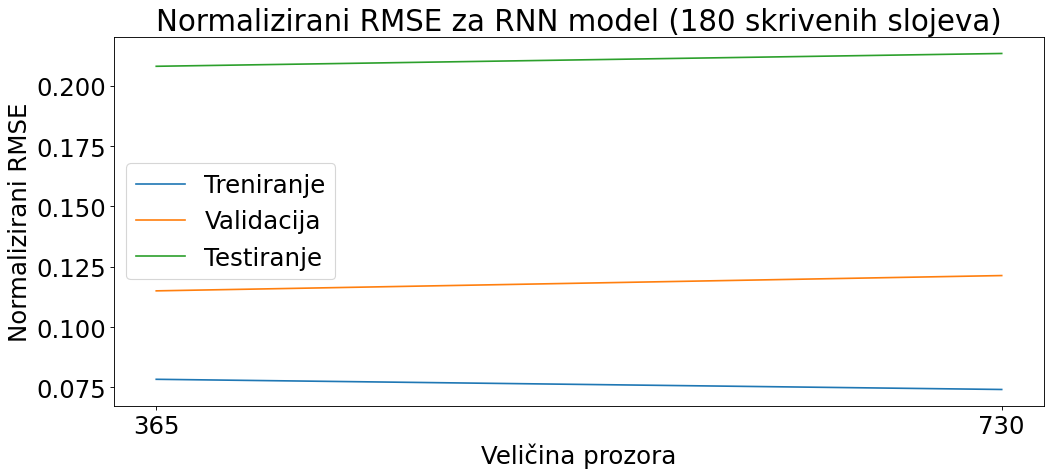 Normalizirani RMSE za RNN model (180 skrivenih slojeva)
Normalizirani RMSE
0.200
0.175
0.150
0.125
0.100
0.075
Treniranje
Validacija
Testiranje
365
730
Veličina prozora